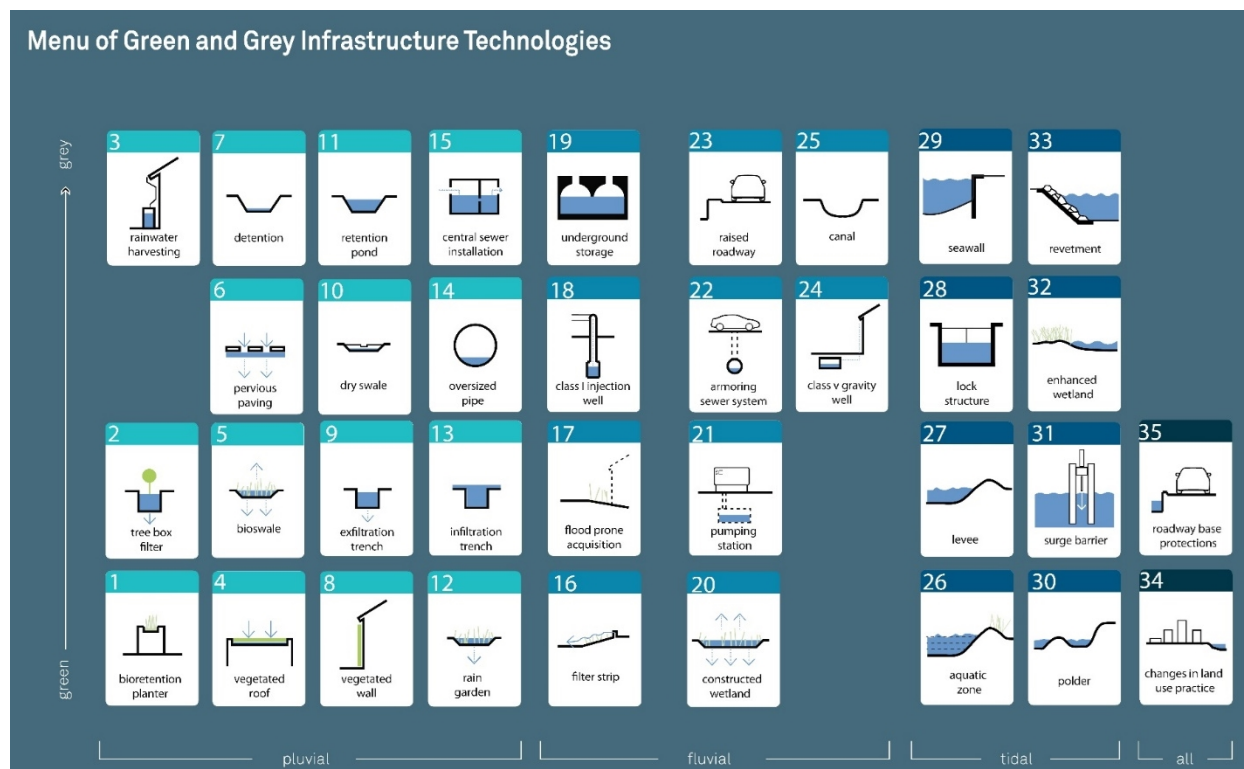 Menu of Green and Grey Infrastructure Technologies
grey
green
3
rainwater
harvesting
7
detention
11
retention
pond
15
central sewer
installation
19
underground
storage
23
raised
roadway
25
canal
29
seawall
33
revetment
6
pervious
paving
10
dry swale
14
oversized
pipe
18
class I injection
well
22
armoring
sewer system
24
class v gravity
well
28
lock
structure
32
enhanced
wetland
2
tree box
filter
5
bioswale
9
exfiltration
trench
13
infiltration
trench
17
flood prone
acquisition
21
pumping
station
27
levee
31
surge barrier
35
roadway base
protections
1
bioretention
planter
4
vegetated
roof
8
vegetated
wall
12
rain
garden
16
filter strip
20
constructed
wetland
26
aquatic
zone
30
polder
34
changes in land
use practice
pluvial
fluvial
tidal
all